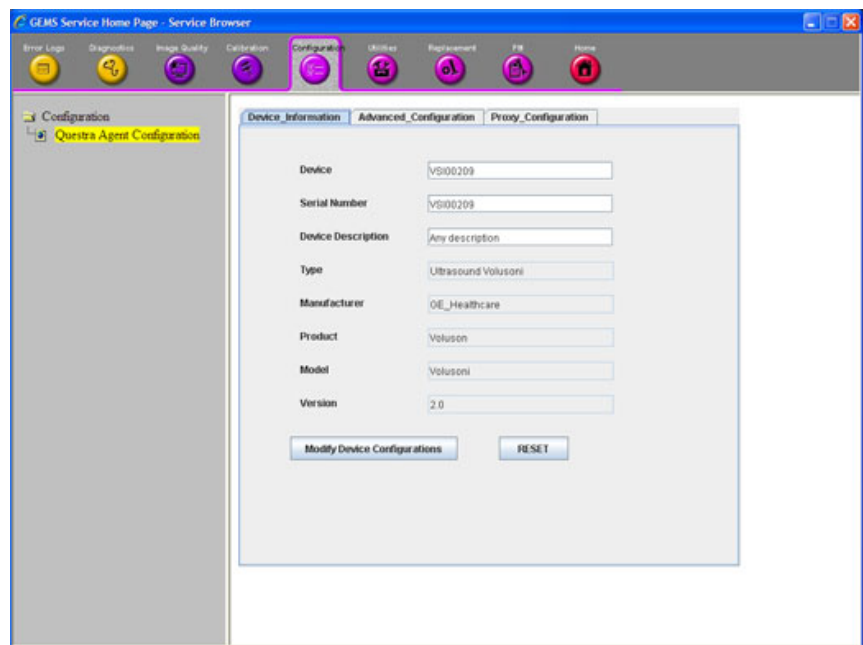 GEMS Service Home Page - Service Browser
Error Logs Diagnostics Image Quality Calibration Configuration Utilities Replacement PM Home
Configuration
Questra Agent Configuration
Device_Information Advanced_Configuration Proxy_Configuration
Device VSI00209
Serial Number VSI00209
Device Description Any description
Type Ultrasound Volusoni
Manufacturer GE_Healthcare
Product Voluson
Model Volusoni
Version 2.0
Modify Device Configurations RESET